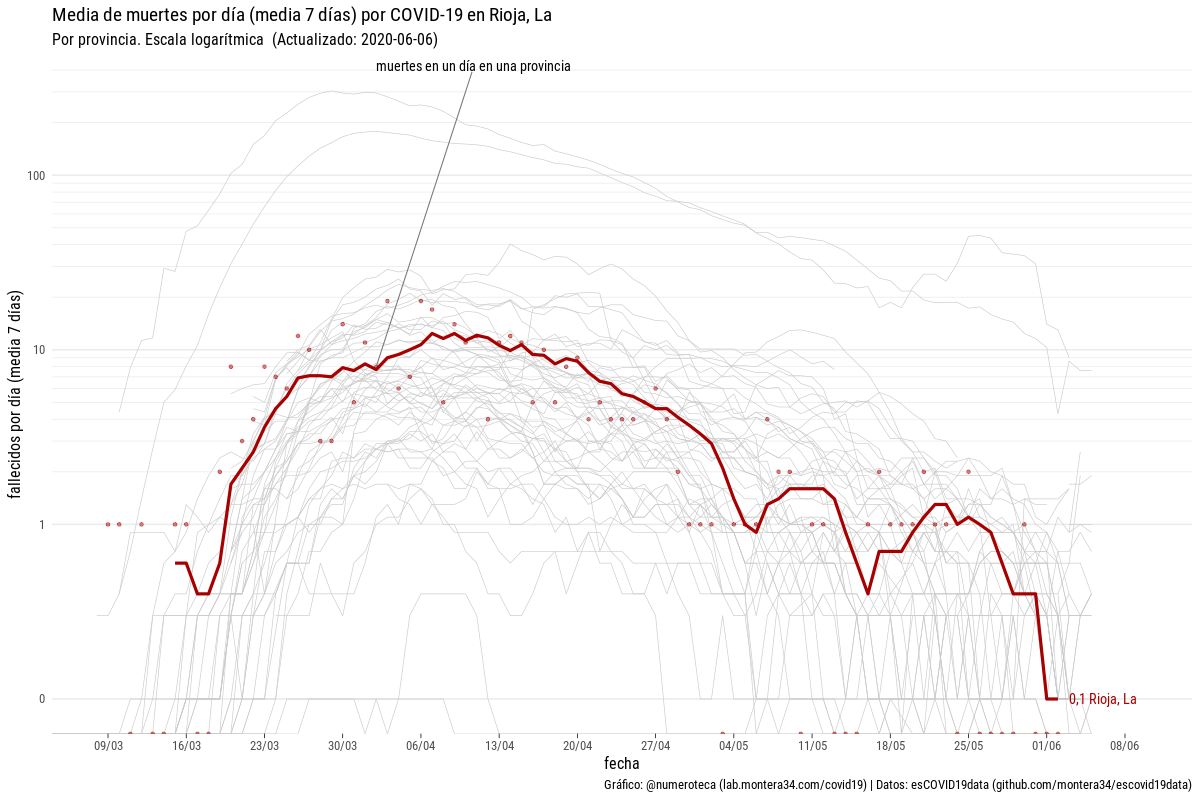 Media de muertes por día (media 7 días) por COVID-19 en Rioja, La
Por provincia. Escala logarítmica  (Actualizado: 2020-06-06)
muertes en un día en una provincia
fallecidos por día (media  7 días)
100
10
1
0
0,1 Rioja, La
09/03 16/03 23/03 30/03 06/04 13/04 20/04 27/04 04/05 11/05 18/05 25/05 01/06 08/06
fecha
Gráfico: @numeroteca (lab.montera34.com/covid19) | Datos: esCOVID19data (github.com/montera34/escovid19data)